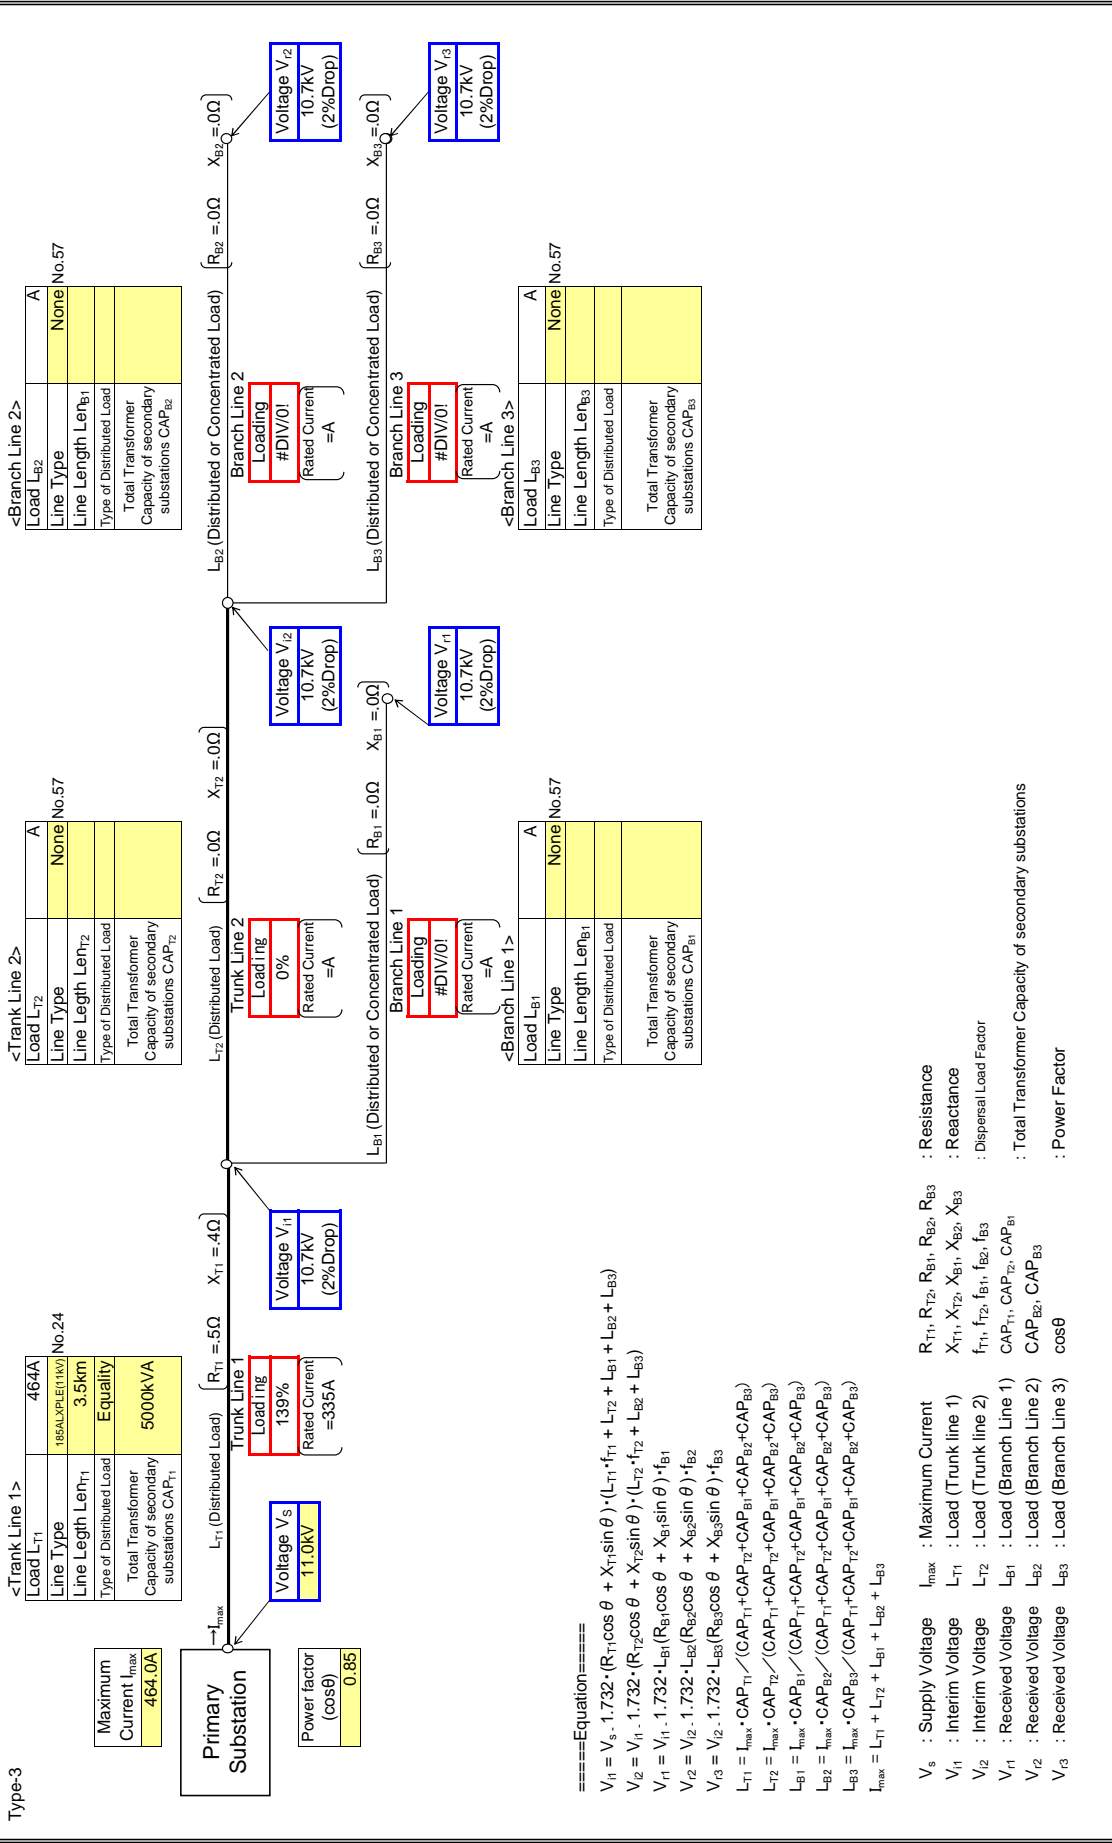 Type-3
<Trank Line 1>
Load LT1 464A
Line Type 185ALXPLE(11kV) No.24
Line Legth LenT1 3.5km
Type of Distributed Load Equality
Total Transformer
Capacity of secondary
substations CAPT1
5000kVA
<Trank Line 2>
Load LT2 A
Line Type None No.57
Line Length LenT2
Type of Distributed Load
Total Transformer
Capacity of secondary
substations CAPT2
<Branch Line 2>
Load LB2 A
Line Type None No.57
Line Length LenB1
Type of Distributed Load
Total Transformer
Capacity of secondary
substations CAPB2
Maximum
Current Imax
464.0A
Primary
Substation
→Imax
Power factor
(cosθ)
0.85
Voltage VS
11.0kV
LT1 (Distributed Load)
RT1 =.5Ω XT1 =.4Ω
Trunk Line 1
Loading
139%
Rated Current
=335A
Voltage Vi1
10.7kV
(2%Drop)
LT2 (Distributed Load)
RT2 =.0Ω XT2 =.0Ω
Trunk Line 2
Loading
0%
Rated Current
=A
Voltage Vi2
10.7kV
(2%Drop)
LB2 (Distributed or Concentrated Load)
RB2 =.0Ω XB2 =.0Ω
Branch Line 2
Loading
#DIV/0!
Rated Current
=A
Voltage Vr2
10.7kV
(2%Drop)
LB1 (Distributed or Concentrated Load)
RB1 =.0Ω XB1 =.0Ω
Branch Line 1
Loading
#DIV/0!
Rated Current
=A
Voltage Vr1
10.7kV
(2%Drop)
LB3 (Distributed or Concentrated Load)
RB3 =.0Ω XB3 =.0Ω
Branch Line 3
Loading
#DIV/0!
Rated Current
=A
Voltage Vr3
10.7kV
(2%Drop)
<Branch Line 1>
Load LB1 A
Line Type None No.57
Line Length LenB1
Type of Distributed Load
Total Transformer
Capacity of secondary
substations CAPB1
<Branch Line 3>
Load LB3 A
Line Type None No.57
Line Length LenB3
Type of Distributed Load
Total Transformer
Capacity of secondary
substations CAPB3
=====Equation=====
Vi1 = Vs - 1.732•(RT1cos θ + XT1sin θ)•(LT1•fT1 + LT2 + LB1 + LB2 + LB3)
Vi2 = Vi1 - 1.732•(RT2cos θ + XT2sin θ)•(LT2•fT2 + LB2 + LB3)
Vr1 = Vi1 - 1.732•LB1(RB1cos θ + XB1sin θ)•fB1
Vr2 = Vi2 - 1.732•LB2(RB2cos θ + XB2sin θ)•fB2
Vr3 = Vi2 - 1.732•LB3(RB3cos θ + XB3sin θ)•fB3
LT1 = Imax•CAPT1／(CAPT1+CAPT2+CAPB1+CAPB2+CAPB3)
LT2 = Imax•CAPT2／(CAPT1+CAPT2+CAPB1+CAPB2+CAPB3)
LB1 = Imax•CAPB1／(CAPT1+CAPT2+CAPB1+CAPB2+CAPB3)
LB2 = Imax•CAPB2／(CAPT1+CAPT2+CAPB1+CAPB2+CAPB3)
LB3 = Imax•CAPB3／(CAPT1+CAPT2+CAPB1+CAPB2+CAPB3)
Imax = LT1 + LT2 + LB1 + LB2 + LB3
Vs : Supply Voltage Imax : Maximum Current RT1, RT2, RB1, RB2, RB3 : Resistance
Vi1 : Interim Voltage LT1 : Load (Trunk line 1) XT1, XT2, XB1, XB2, XB3 : Reactance
Vi2 : Interim Voltage LT2 : Load (Trunk line 2) fT1, fT2, fB1, fB2, fB3 : Dispersal Load Factor
Vr1 : Received Voltage LB1 : Load (Branch Line 1) CAPT1, CAPT2, CAPB1 : Total Transformer Capacity of secondary substations
Vr2 : Received Voltage LB2 : Load (Branch Line 2) CAPB2, CAPB3
Vr3 : Received Voltage LB3 : Load (Branch Line 3) cosθ : Power Factor